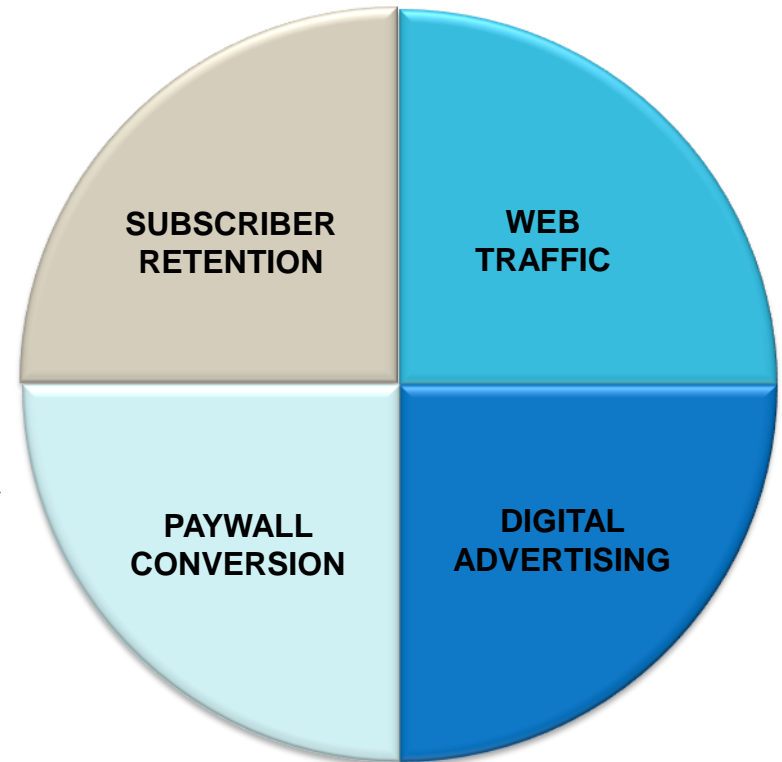 SUBSCRIBER
RETENTION
WEB
TRAFFIC
PAYWALL
CONVERSION
DIGITAL
ADVERTISING